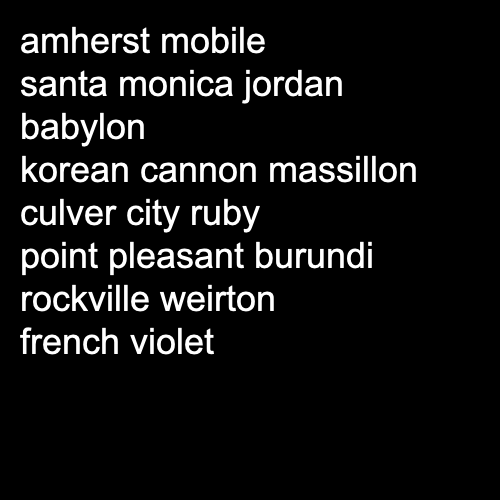 amherst mobile
santa monica jordan
babylon
korean cannon massillon
culver city ruby
point pleasant burundi
rockville weirton
french violet